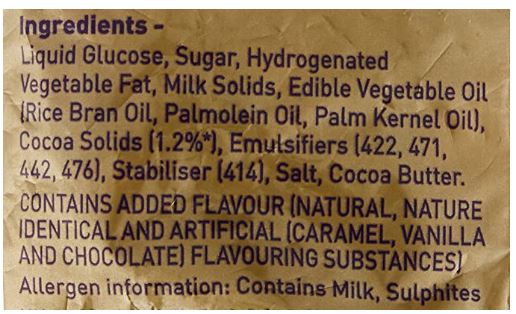 Ingredients -
Liquid Glucose, Sugar, Hydrogenated
Vegetable Fat, Milk Solids, Edible Vegetable Oil
(Rice Bran Oil, Palmolein Oil, Palm Kernel Oil),
Cocoa Solids (1.2%*), Emulsifiers (422, 471,
442, 476), Stabiliser (414), Salt, Cocoa Butter.
CONTAINS ADDED FLAVOUR (NATURAL, NATURE
IDENTICAL AND ARTIFICIAL (CARAMEL, VANILLA
AND CHOCOLATE) FLAVOURING SUBSTANCES)
Allergen information: Contains Milk, Sulphites